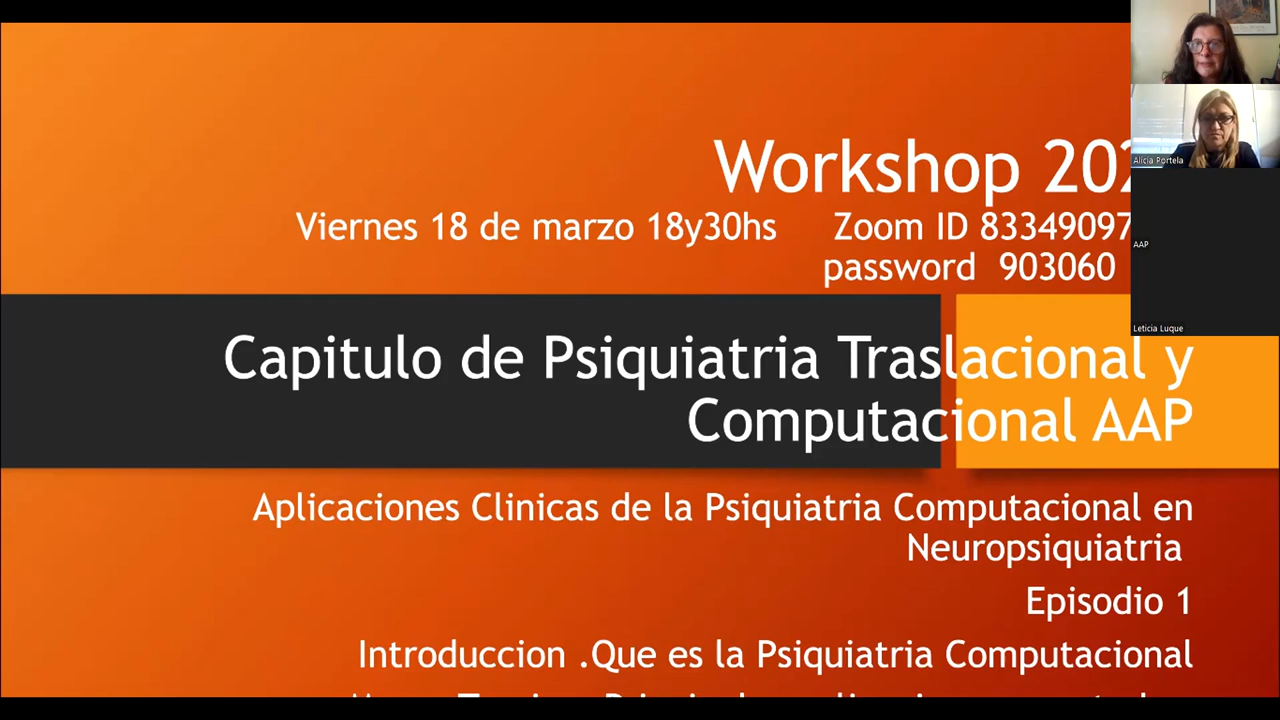 Workshop 202
Viernes 18 de marzo 18y30hs Zoom ID 83349097
password 903060
Capitulo de Psiquiatria Traslacional y
Computacional AAP
Aplicaciones Clinicas de la Psiquiatria Computacional en
Neuropsiquiatria
Episodio 1
Introduccion .Que es la Psiquiatria Computacional
Alicia Portela
AAP
Leticia Luque